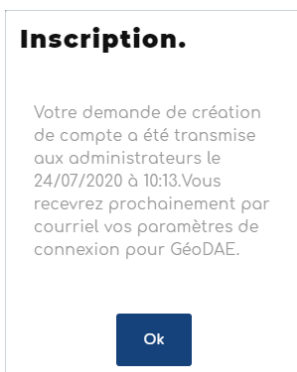 Inscription.
Votre demande de création
de compte a été transmise
aux administrateurs le
24/07/2020 à 10:13.Vous
recevrez prochainement par
courriel vos paramètres de
connexion pour GéoDAE.
Ok